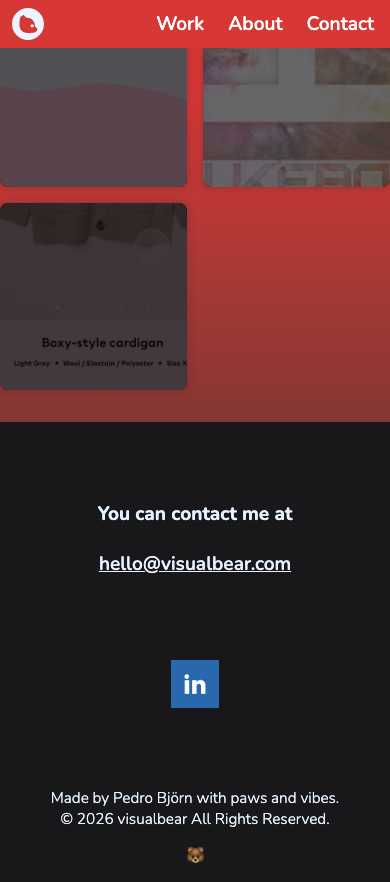 Work About Contact
Boxy-style cardigan
Light Grey • Wool / Elastein / Polyester • Size X
You can contact me at
hello@visualbear.com
in
Made by Pedro Björn with paws and vibes.
© 2026 visualbear All Rights Reserved.